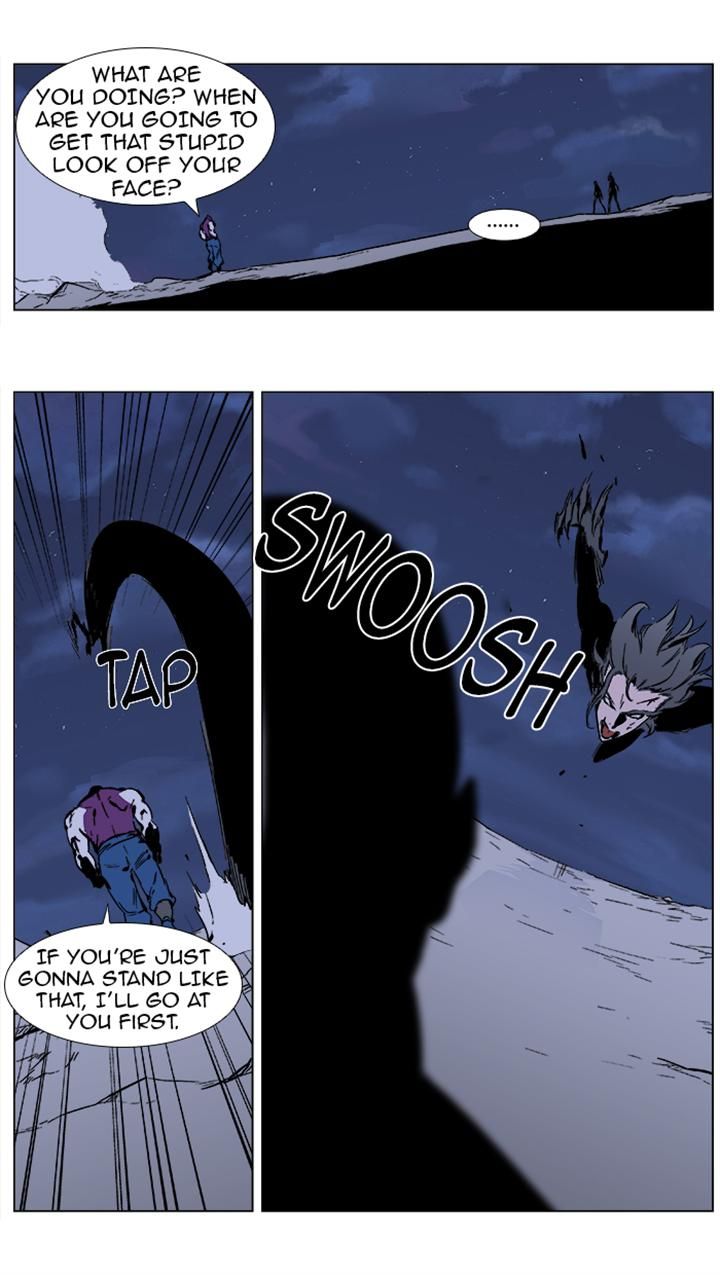 WHAT ARE
YOU DOING? WHEN
ARE YOU GOING TO
GET THAT STUPID
LOOK OFF YOUR
FACE?
......
TAP
IF YOU'RE JUST
GONNA STAND LIKE
THAT, I'LL GO AT
YOU FIRST.
SWOOSH